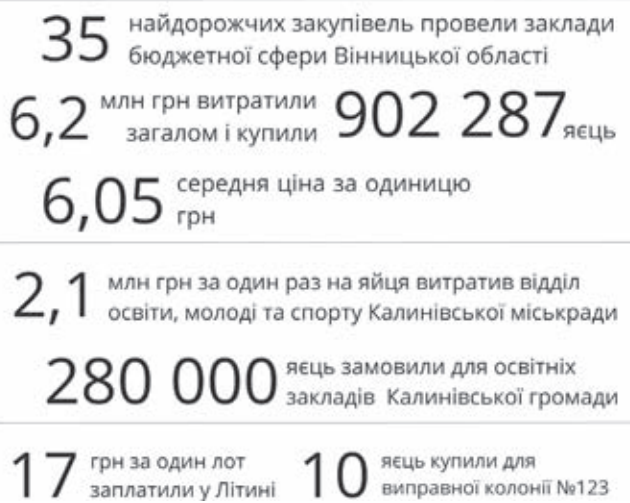 35 найдорожчих закупівель провели заклади
бюджетної сфери Вінницької області
6,2 млн грн витратили
загалом і купили 902 287 яєць
6,05 середня ціна за одиницю
грн
2,1 млн грн за один раз на яйця витратив відділ
освіти, молоді та спорту Калинівської міськради
280 000 яєць замовили для освітніх
закладів Калинівської громади
17 грн за один лот
заплатили у Літині
10 яєць купили для
виправної колонії №123